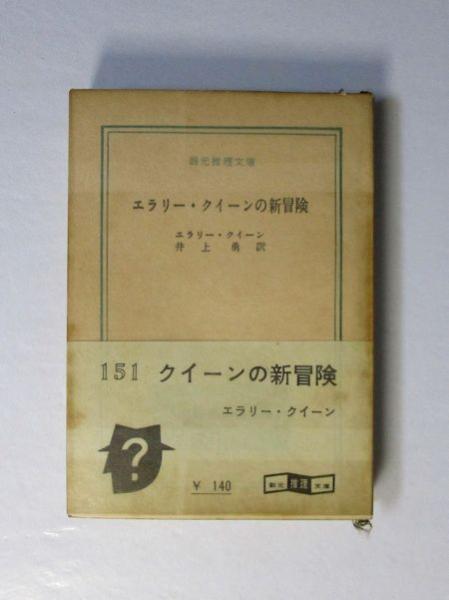 創元推理文庫
エラリー・クイーンの新冒険
エラリー・クイーン
井上勇訳
151 クイーンの新冒険
エラリー・クイーン
?
¥ 140
創元 推理 文庫